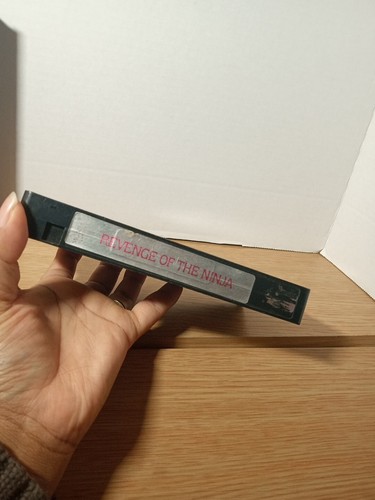 REVENGE OF THE NINJA